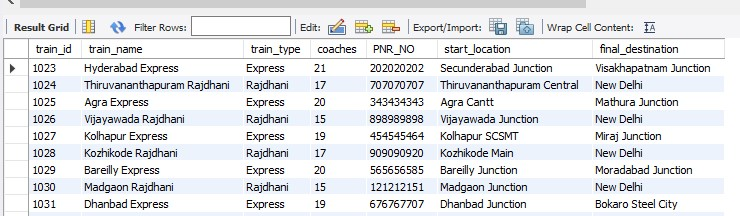 Result Grid Filter Rows: Edit: Export/Import: Wrap Cell Content: IA
train_id train_name train_type coaches PNR_NO start_location final_destination
1023 Hyderabad Express Express 21 202020202 Secunderabad Junction Visakhapatnam Junction
1024 Thiruvananthapuram Rajdhani Rajdhani 17 707070707 Thiruvananthapuram Central New Delhi
1025 Agra Express Express 20 343434343 Agra Cantt Mathura Junction
1026 Vijayawada Rajdhani Rajdhani 15 898989898 Vijayawada Junction New Delhi
1027 Kolhapur Express Express 19 454545464 Kolhapur SCSMT Miraj Junction
1028 Kozhikode Rajdhani Rajdhani 17 909090920 Kozhikode Main New Delhi
1029 Bareilly Express Express 20 565656585 Bareilly Junction Moradabad Junction
1030 Madgaon Rajdhani Rajdhani 15 121212151 Madgaon Junction New Delhi
1031 Dhanbad Express Express 19 676767707 Dhanbad Junction Bokaro Steel City